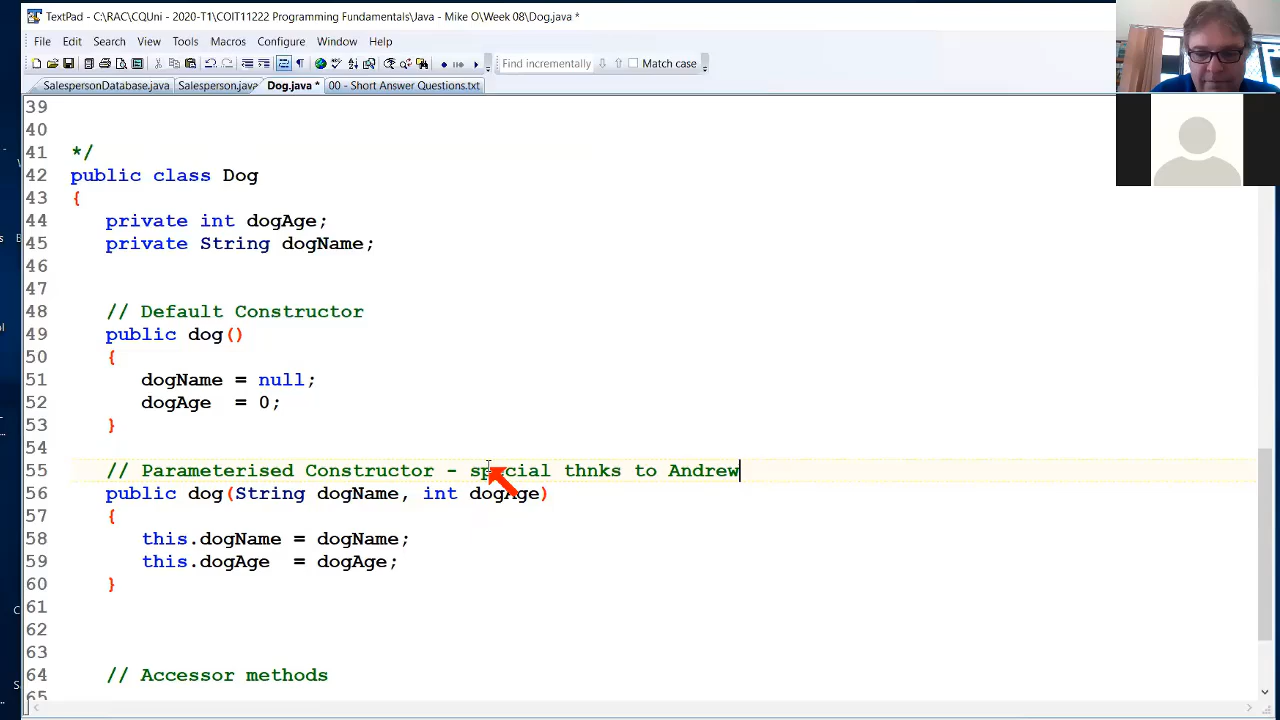 TextPad - C:\RAC\CQUni - 2020-T1\COIT11222 Programming Fundamentals\Java - Mike O\Week 08\Dog.java *
File Edit Search View Tools Macros Configure Window Help
Find incrementally Match case
SalespersonDatabase.java Salesperson.java Dog.java * 00 - Short Answer Questions.txt
39
40
41 */
42 public class Dog
43 {
44 private int dogAge;
45 private String dogName;
46
47
48 // Default Constructor
49 public dog()
50 {
51 dogName = null;
52 dogAge = 0;
53 }
54
55 // Parameterised Constructor - special thnks to Andrew
56 public dog(String dogName, int dogAge)
57 {
58 this.dogName = dogName;
59 this.dogAge = dogAge;
60 }
61
62
63
64 // Accessor methods
65